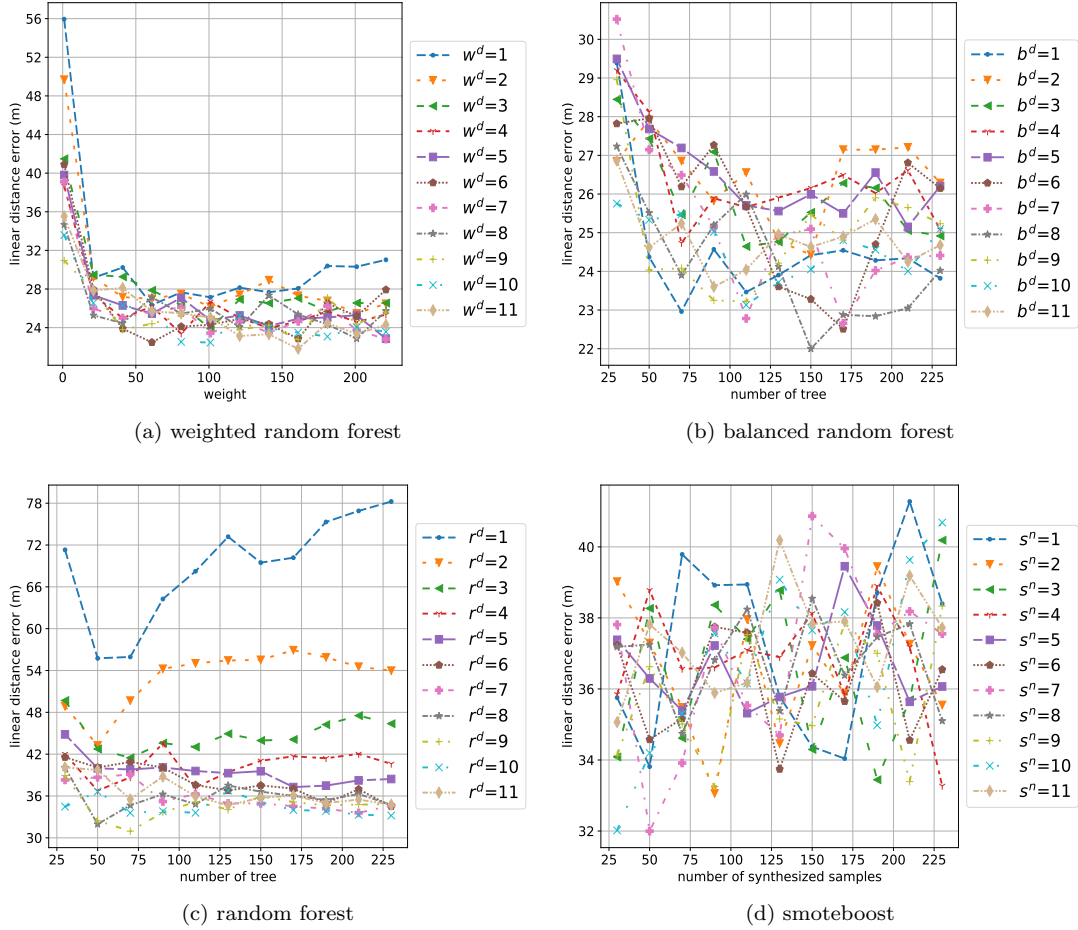 56
52
48
44
40
36
32
28
24
linear distance error (m)
0
50
100
150
200
weight
w^d=1
w^d=2
w^d=3
w^d=4
w^d=5
w^d=6
w^d=7
w^d=8
w^d=9
w^d=10
w^d=11
(a) weighted random forest
30
29
28
27
26
25
24
23
22
linear distance error (m)
25
50
75
100
125
150
175
200
225
number of tree
b^d=1
b^d=2
b^d=3
b^d=4
b^d=5
b^d=6
b^d=7
b^d=8
b^d=9
b^d=10
b^d=11
(b) balanced random forest
78
72
66
60
54
48
42
36
30
linear distance error (m)
25
50
75
100
125
150
175
200
225
number of tree
r^d=1
r^d=2
r^d=3
r^d=4
r^d=5
r^d=6
r^d=7
r^d=8
r^d=9
r^d=10
r^d=11
(c) random forest
40
38
36
34
32
linear distance error (m)
25
50
75
100
125
150
175
200
225
number of synthesized samples
s^n=1
s^n=2
s^n=3
s^n=4
s^n=5
s^n=6
s^n=7
s^n=8
s^n=9
s^n=10
s^n=11
(d) smoteboost